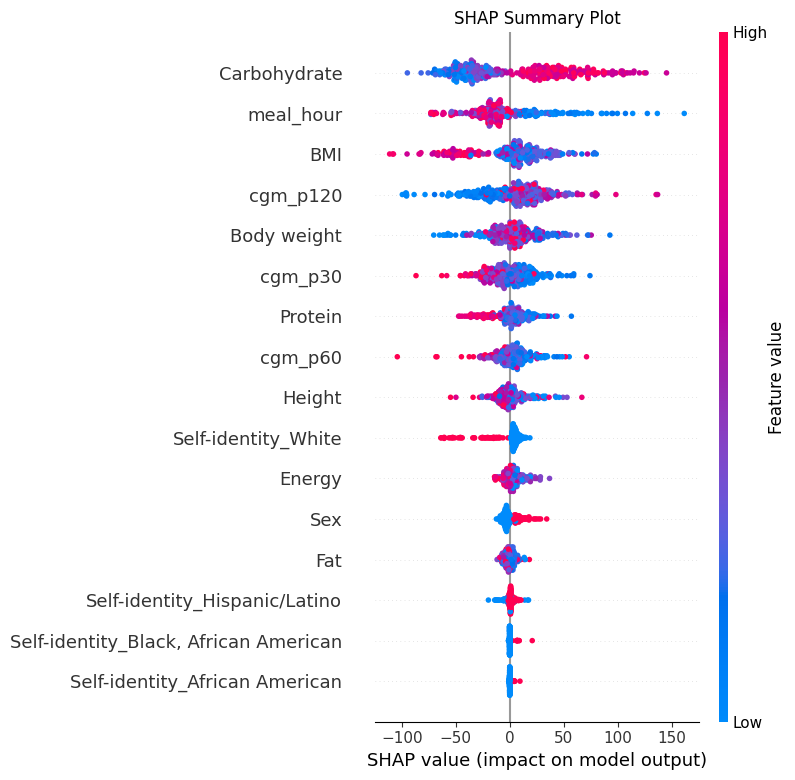 SHAP Summary Plot
High
Carbohydrate
meal_hour
BMI
cgm_p120
Body weight
cgm_p30
Protein
cgm_p60
Height
Self-identity_White
Energy
Sex
Fat
Self-identity_Hispanic/Latino
Self-identity_Black, African American
Self-identity_African American
Feature value
Low
−100 −50 0 50 100 150
SHAP value (impact on model output)